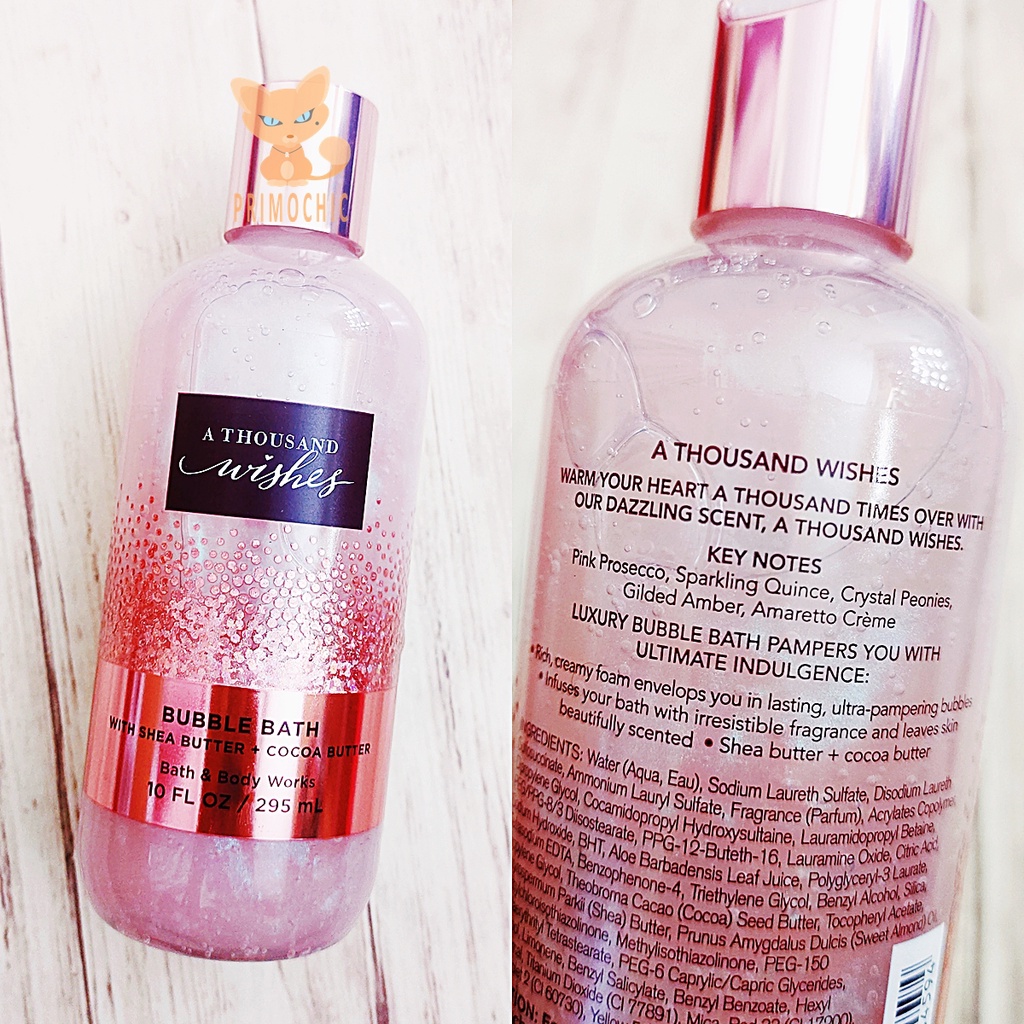 PRIMOCHIC
A THOUSAND
wishes
BUBBLE BATH
WITH SHEA BUTTER + COCOA BUTTER
Bath & Body Works
10 FL OZ / 295 mL
A THOUSAND WISHES
WARM YOUR HEART A THOUSAND TIMES OVER WITH
OUR DAZZLING SCENT, A THOUSAND WISHES.
KEY NOTES
Pink Prosecco, Sparkling Quince, Crystal Peonies,
Gilded Amber, Amaretto Crème
LUXURY BUBBLE BATH PAMPERS YOU WITH
ULTIMATE INDULGENCE:
• Rich, creamy foam envelops you in lasting, ultra-pampering bubbles
• Infuses your bath with irresistible fragrance and leaves skin
beautifully scented • Shea butter + cocoa butter
Water (Aqua, Eau), Sodium Laureth Sulfate, Disodium Laureth
Ammonium Lauryl Sulfate, Fragrance (Parfum), Acrylates
Glycol, Cocamidopropyl Hydroxysultaine, Lauramidopropyl Betaine,
PPG-12-Buteth-16, Lauramine Oxide, Citric Acid,
Hydroxide, BHT, Aloe Barbadensis Leaf Juice, Polyglyceryl-3 Laurate,
EDTA, Benzophenone-4, Triethylene Glycol, Benzyl Alcohol, Silica,
Glycol, Theobroma Cacao (Cocoa) Seed Butter, Tocopheryl Acetate,
Parkii (Shea) Butter, Prunus Amygdalus Dulcis (Sweet Almond) Oil,
Methylisothiazolinone, PEG-150
Tetrastearate, PEG-6 Caprylic/Capric Glycerides,
Limonene, Benzyl Salicylate, Benzyl Benzoate, Hexyl
Titanium Dioxide (CI 77891), Mica, Red 33 (CI 17200),
2 (CI 60730),